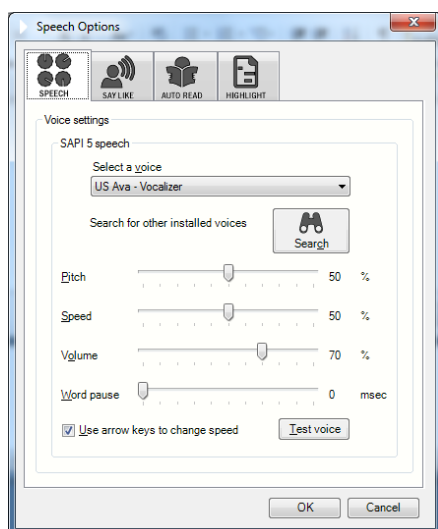 Speech Options
SPEECH SAY LIKE AUTO READ HIGHLIGHT
Voice settings
SAPI 5 speech
Select a voice
US Ava - Vocalizer
Search for other installed voices
Search
Pitch 50 %
Speed 50 %
Volume 70 %
Word pause 0 msec
Use arrow keys to change speed Test voice
OK Cancel